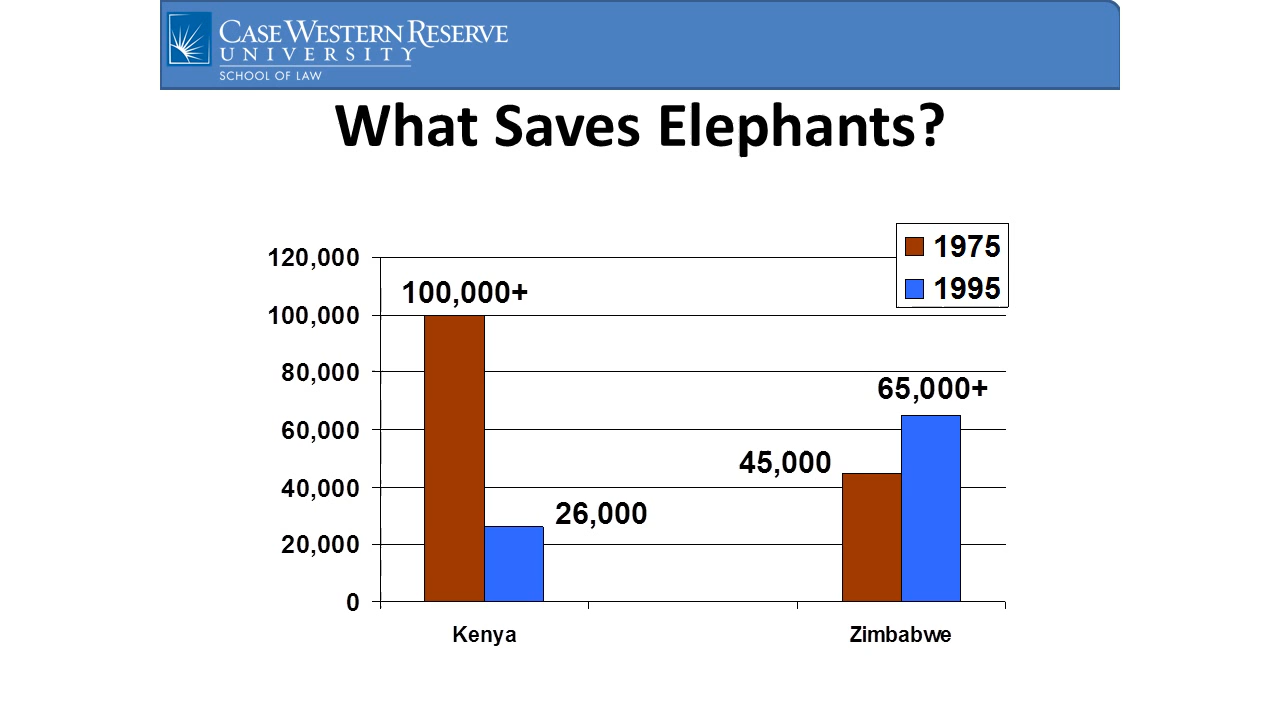 CASE WESTERN RESERVE
UNIVERSITY
SCHOOL OF LAW
What Saves Elephants?
1975
1995
120,000
100,000
80,000
60,000
40,000
20,000
0
100,000+
26,000
45,000
65,000+
Kenya
Zimbabwe